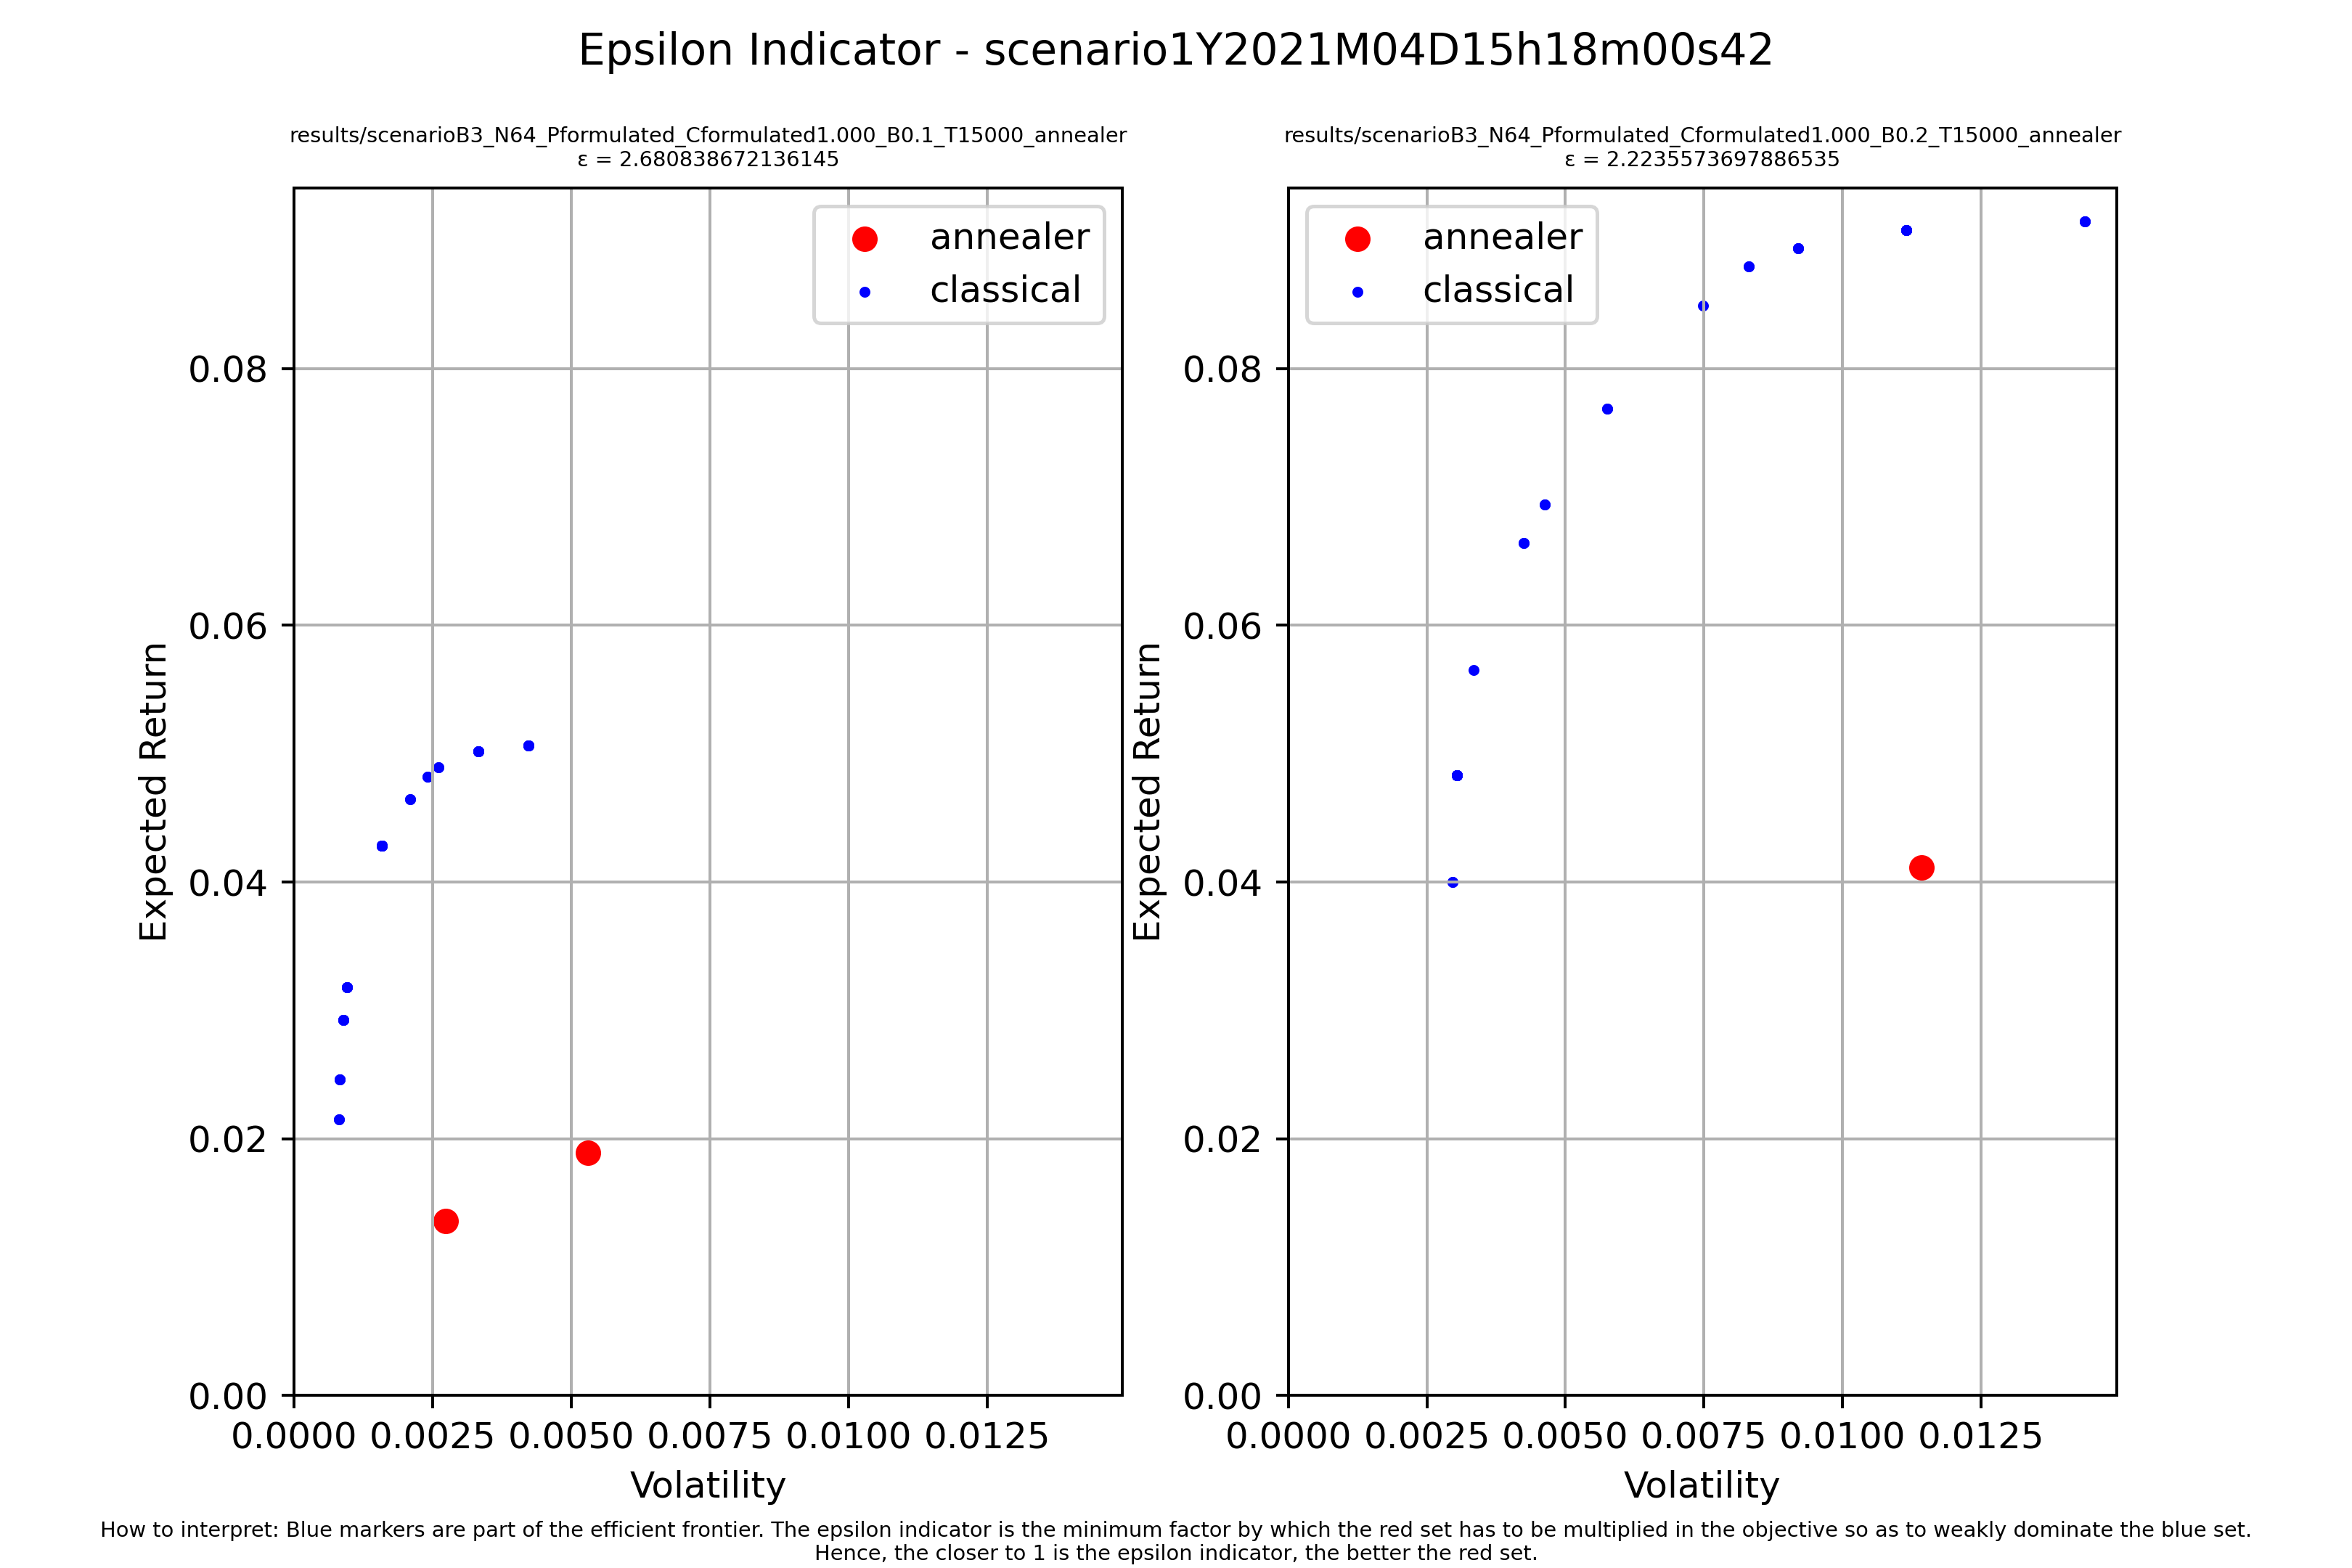 Epsilon Indicator - scenario1Y2021M04D15h18m00s42
results/scenarioB3_N64_Pformulated_Cformulated1.000_B0.1_T15000_annealer
ε = 2.680838672136145
annealer
classical
0.08
0.06
0.04
0.02
0.00
Expected Return
0.0000 0.0025 0.0050 0.0075 0.0100 0.0125
Volatility
results/scenarioB3_N64_Pformulated_Cformulated1.000_B0.2_T15000_annealer
ε = 2.2235573697886535
annealer
classical
0.08
0.06
0.04
0.02
0.00
Expected Return
0.0000 0.0025 0.0050 0.0075 0.0100 0.0125
Volatility
How to interpret: Blue markers are part of the efficient frontier. The epsilon indicator is the minimum factor by which the red set has to be multiplied in the objective so as to weakly dominate the blue set.
Hence, the closer to 1 is the epsilon indicator, the better the red set.